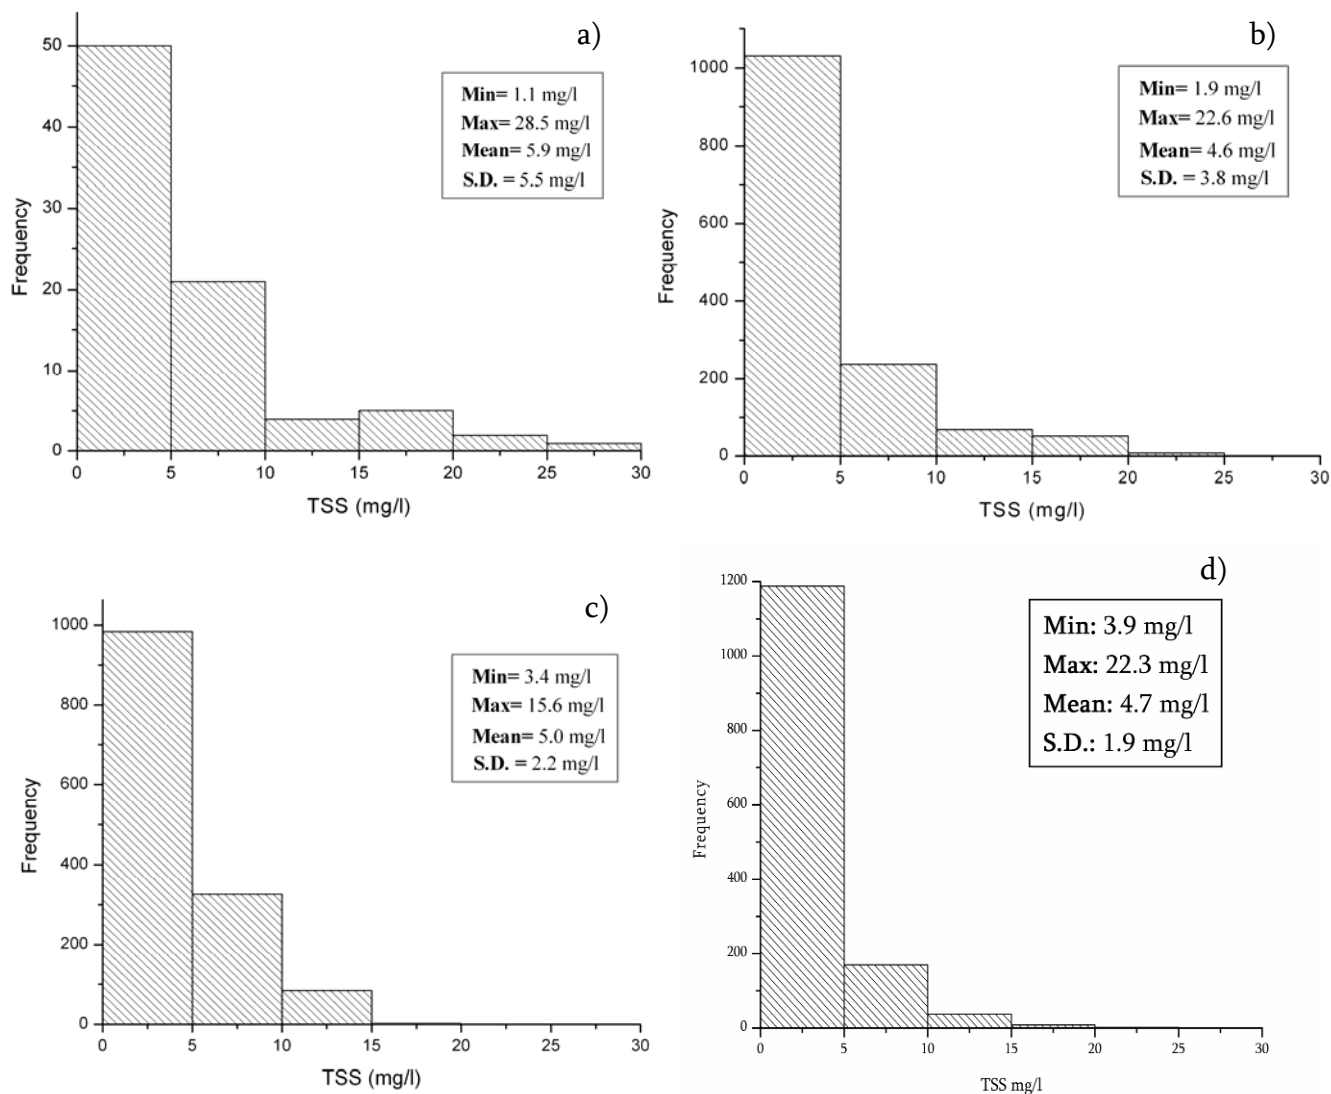 a)
Min= 1.1 mg/l
Max= 28.5 mg/l
Mean= 5.9 mg/l
S.D. = 5.5 mg/l
Frequency
50
40
30
20
10
0
0 5 10 15 20 25 30
TSS (mg/l)
b)
Min= 1.9 mg/l
Max= 22.6 mg/l
Mean= 4.6 mg/l
S.D. = 3.8 mg/l
Frequency
1000
800
600
400
200
0
0 5 10 15 20 25 30
TSS (mg/l)
c)
Min= 3.4 mg/l
Max= 15.6 mg/l
Mean= 5.0 mg/l
S.D. = 2.2 mg/l
Frequency
1000
800
600
400
200
0
0 5 10 15 20 25 30
TSS (mg/l)
d)
Min: 3.9 mg/l
Max: 22.3 mg/l
Mean: 4.7 mg/l
S.D.: 1.9 mg/l
Frequency
1200
1000
800
600
400
200
0
0 5 10 15 20 25 30
TSS mg/l